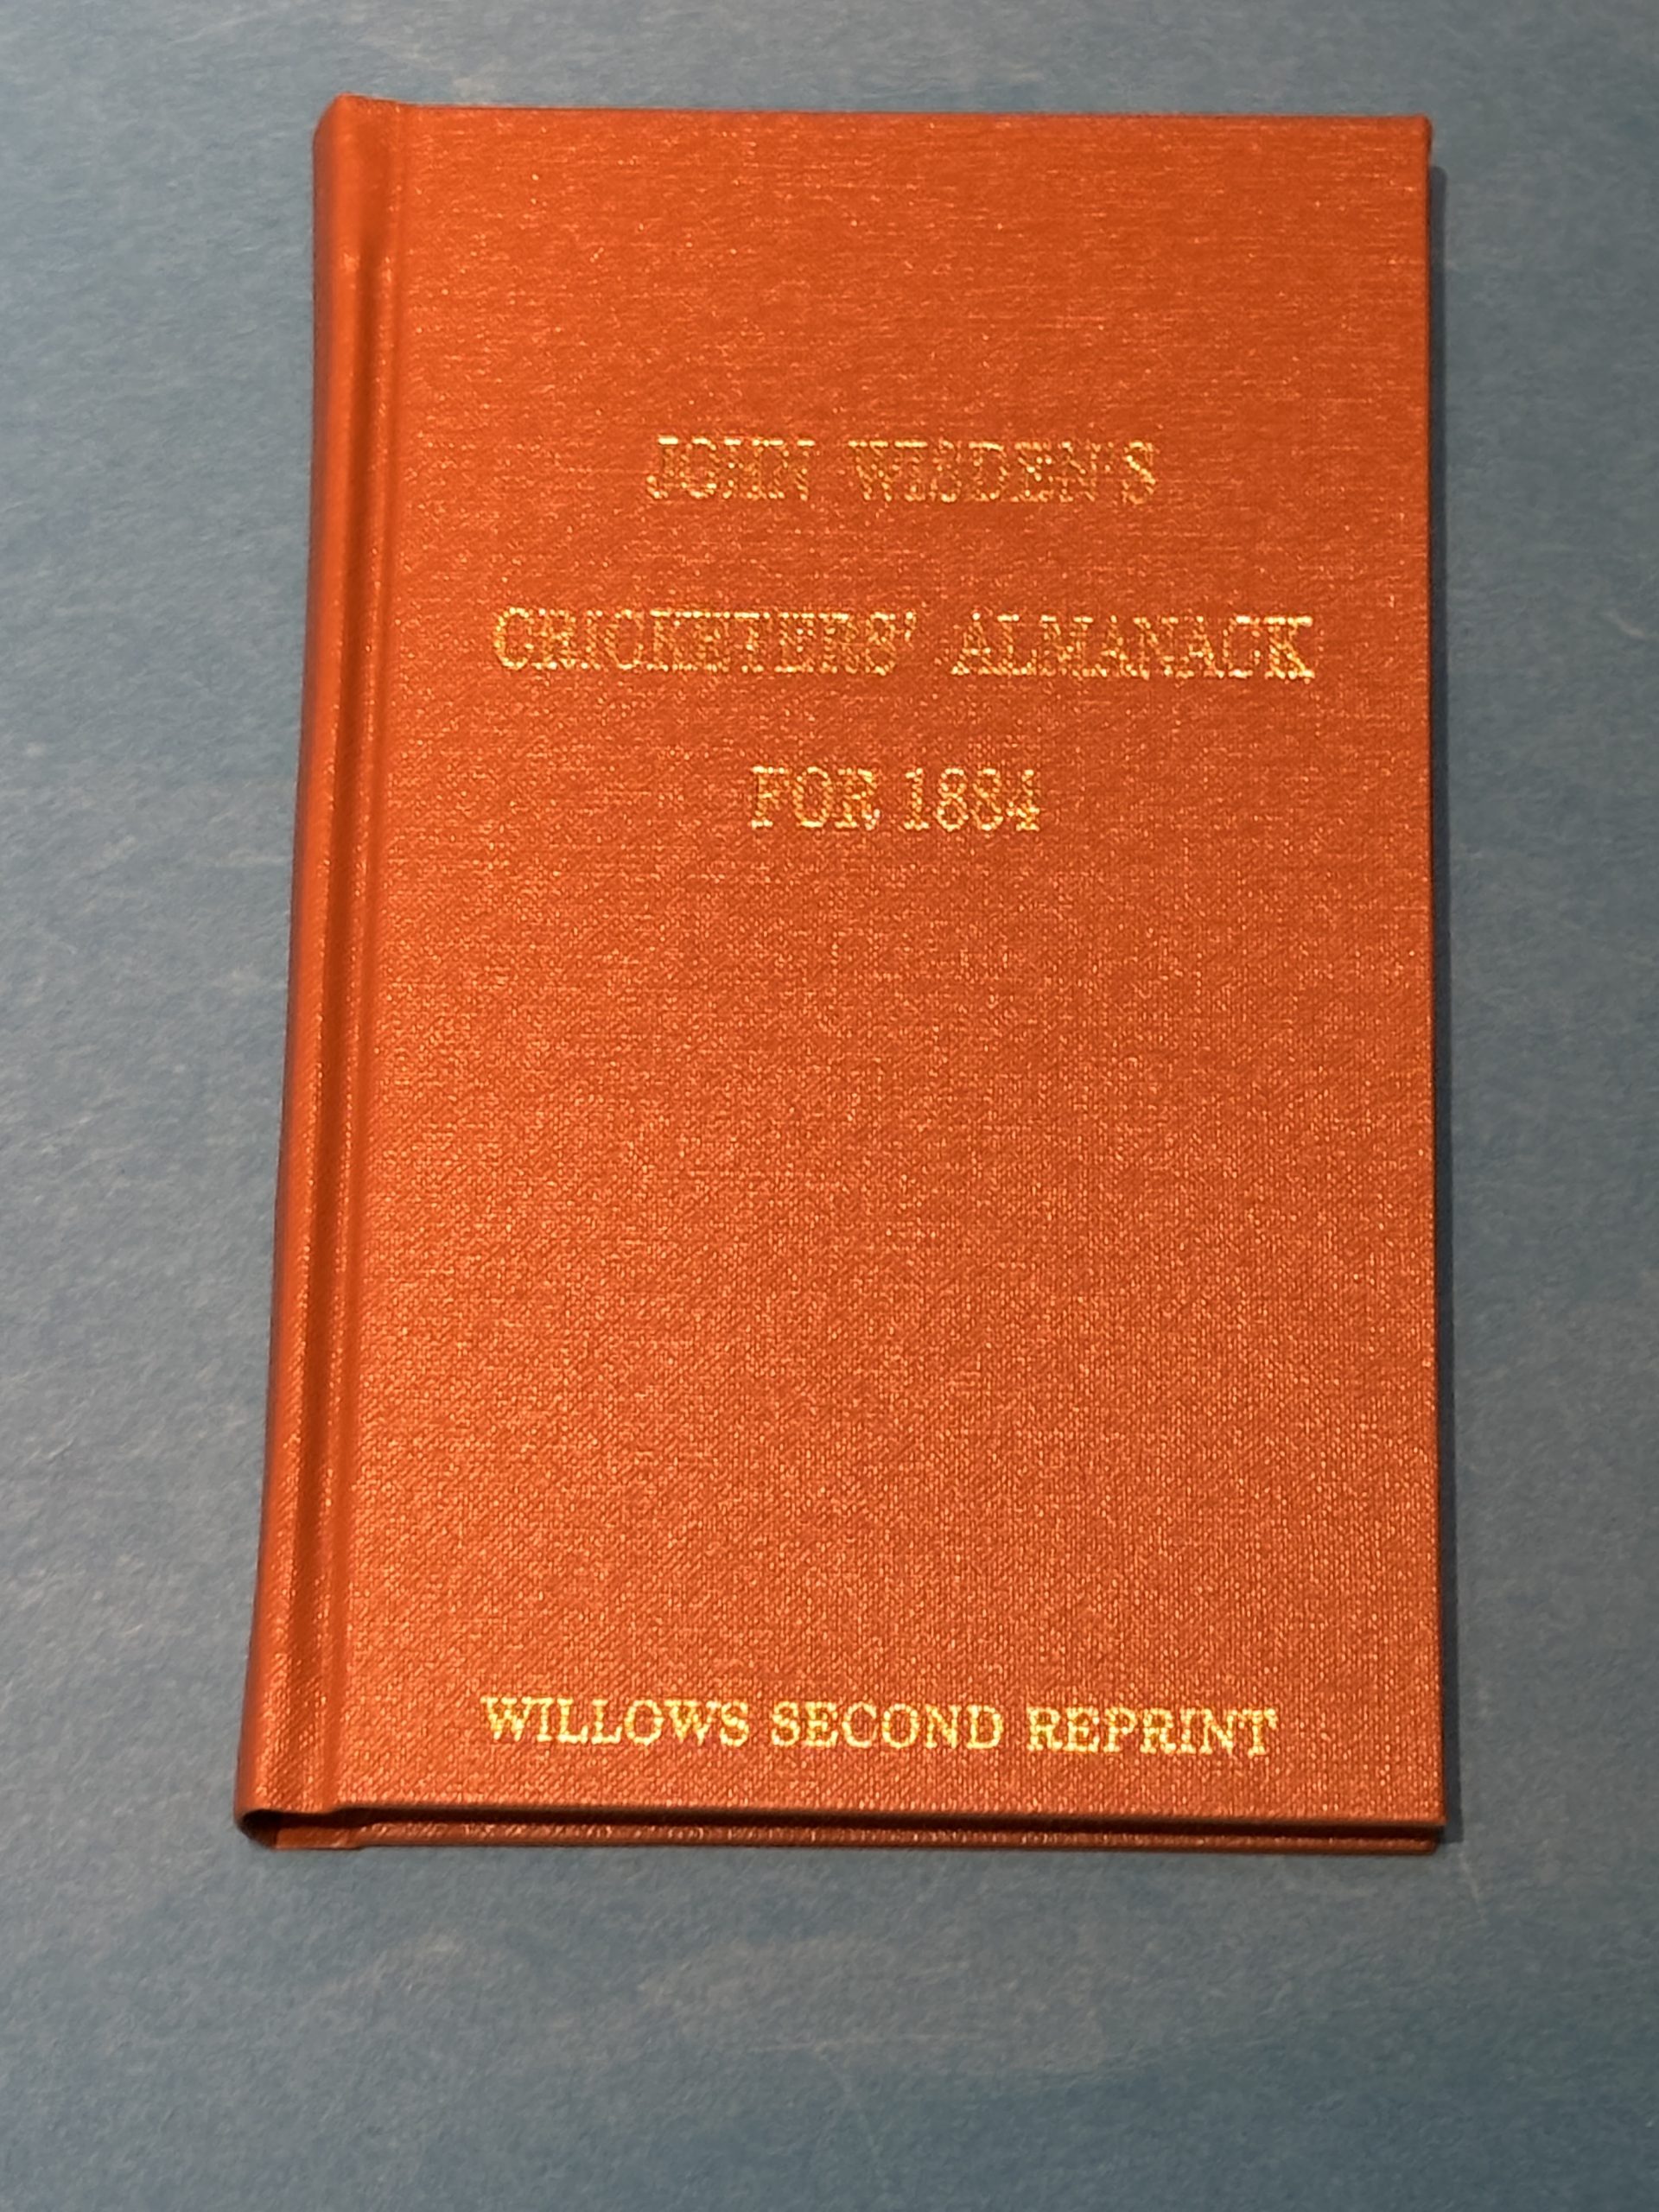 JOHN WISDEN'S
CRICKETERS' ALMANACK
FOR 1884
WILLOWS SECOND REPRINT